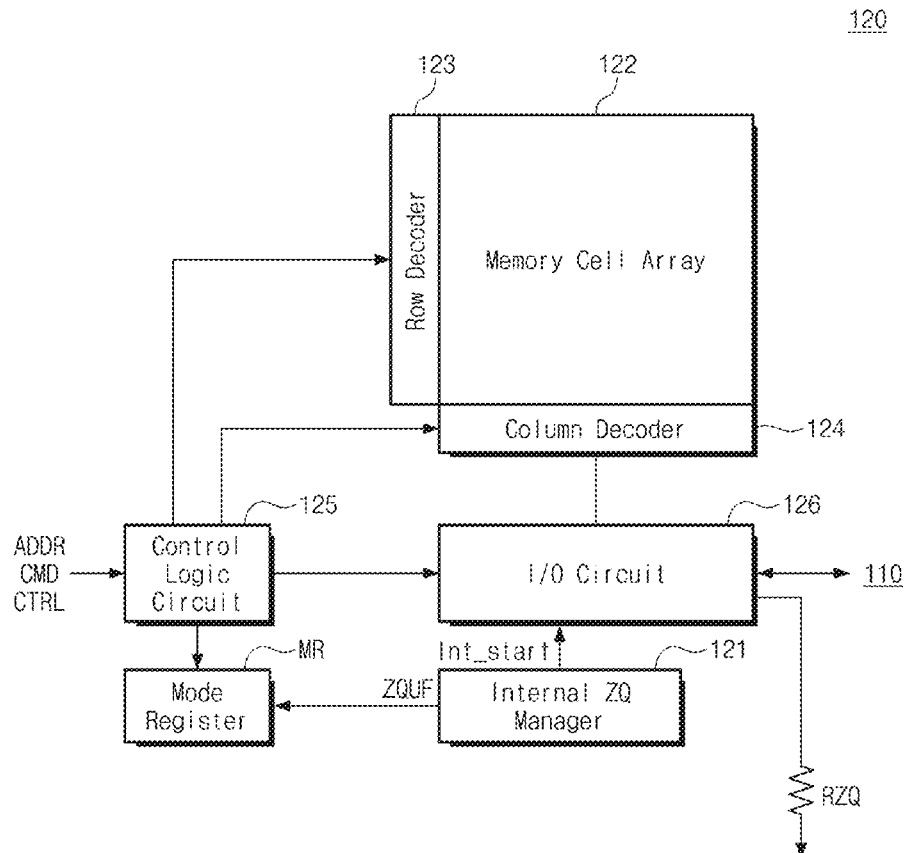 120
123
122
Row Decoder
Memory Cell Array
Column Decoder
124
125
126
ADDR
CMD
CTRL
Control
Logic
Circuit
I/O Circuit
110
MR
Int_start
121
Mode
Register
ZQUF
Internal ZQ
Manager
RZQ